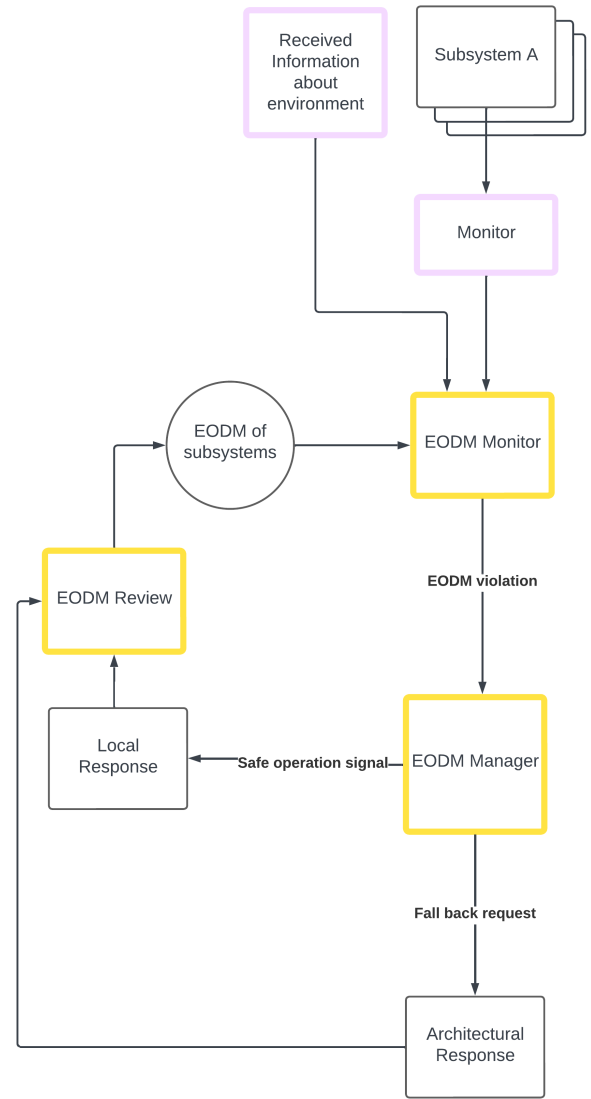 Received
Information
about
environment
Subsystem A
Monitor
EODM of
subsystems
EODM Monitor
EODM violation
EODM Review
Local
Response
Safe operation signal
EODM Manager
Fall back request
Architectural
Response